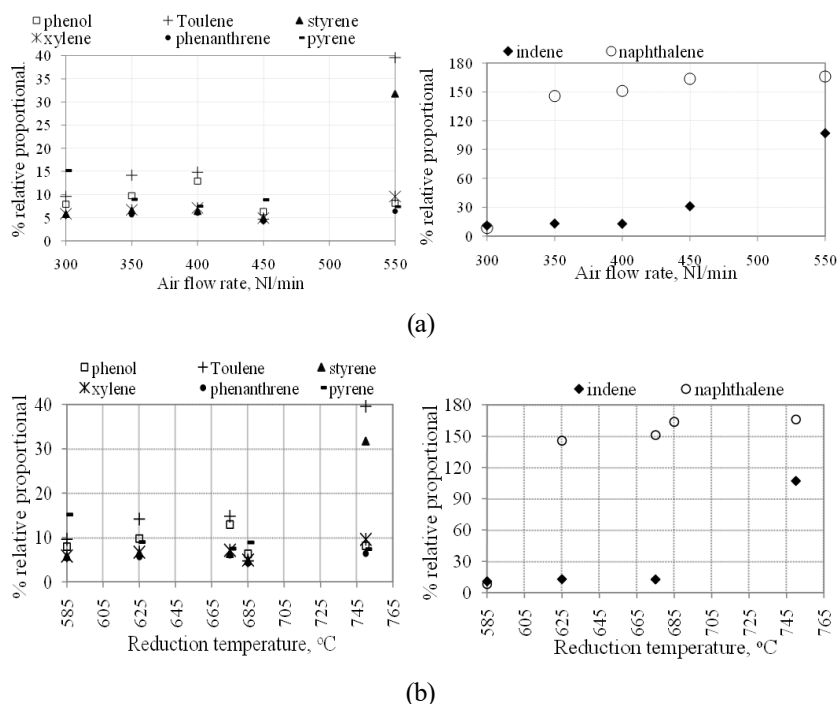 phenol Toulene styrene
xylene phenanthrene pyrene
40
35
30
25
20
15
10
5
0
% relative proportional.
300 350 400 450 500 550
Air flow rate, Nl/min
indene naphthalene
180
150
120
90
60
30
0
% relative proportional
300 350 400 450 500 550
Air flow rate, Nl/min
(a)
phenol Toulene styrene
xylene phenanthrene pyrene
40
30
20
10
0
% relative proportional
585 605 625 645 665 685 705 725 745 765
Reduction temperature, °C
indene naphthalene
180
150
120
90
60
30
0
% relative proportional
585 605 625 645 665 685 705 725 745 765
Reduction temperature, °C
(b)